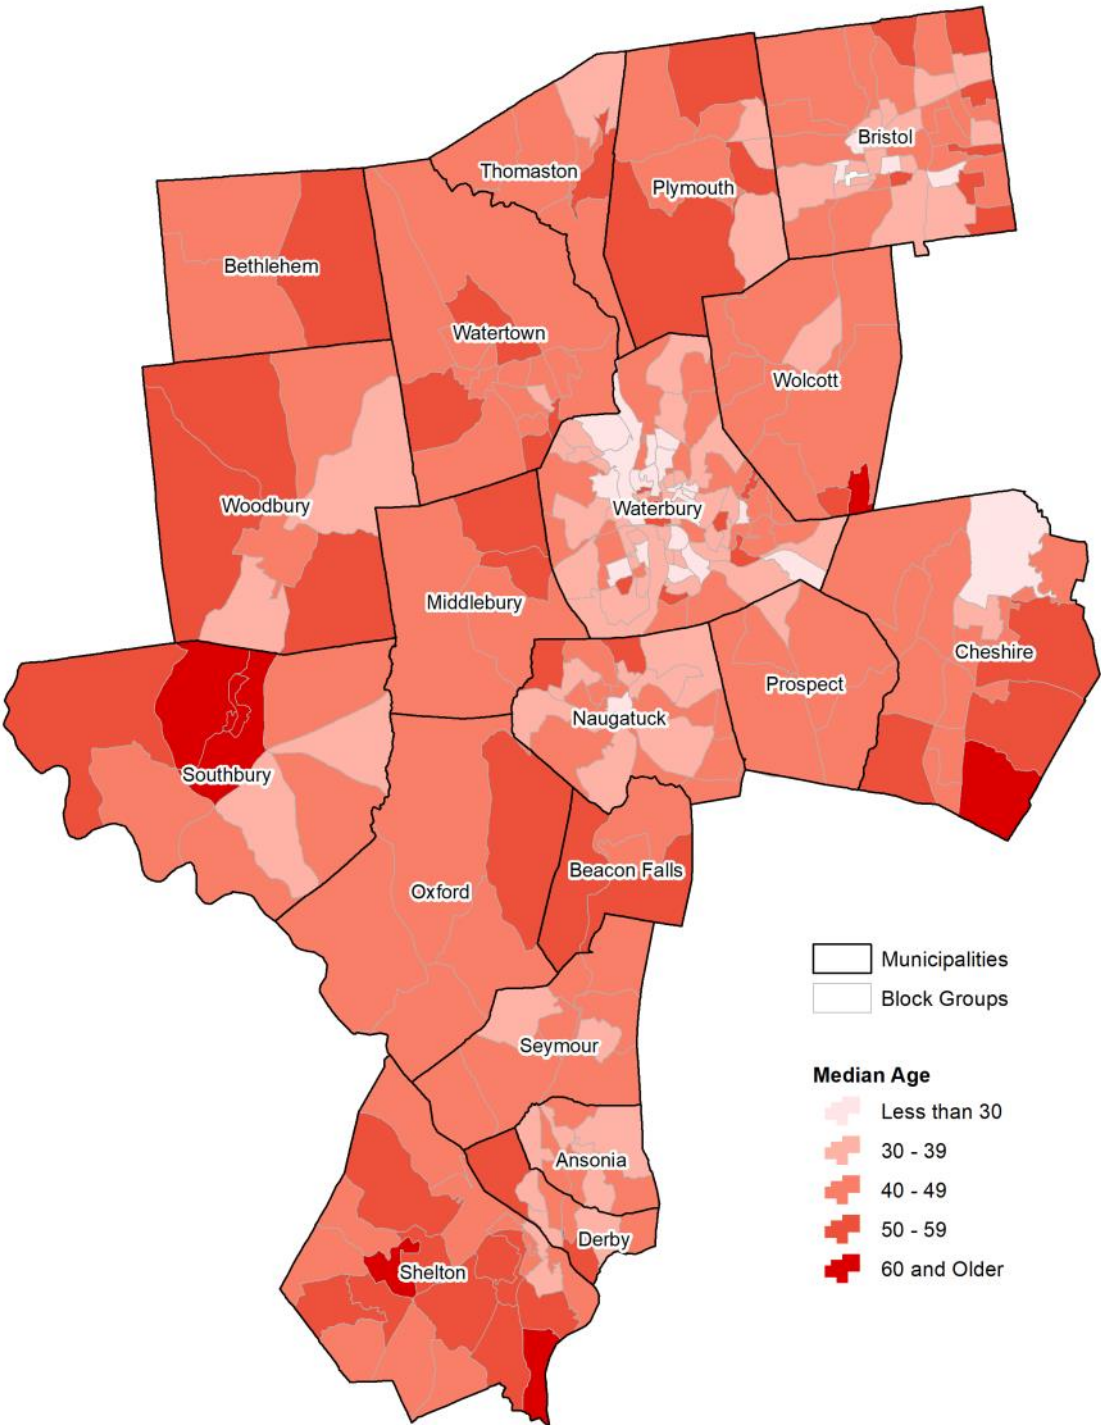 Bristol
Thomaston
Plymouth
Bethlehem
Watertown
Wolcott
Woodbury
Waterbury
Middlebury
Cheshire
Prospect
Naugatuck
Southbury
Beacon Falls
Oxford
Municipalities
Block Groups
Seymour
Median Age
Less than 30
30 - 39
Ansonia
40 - 49
50 - 59
Derby
60 and Older
Shelton